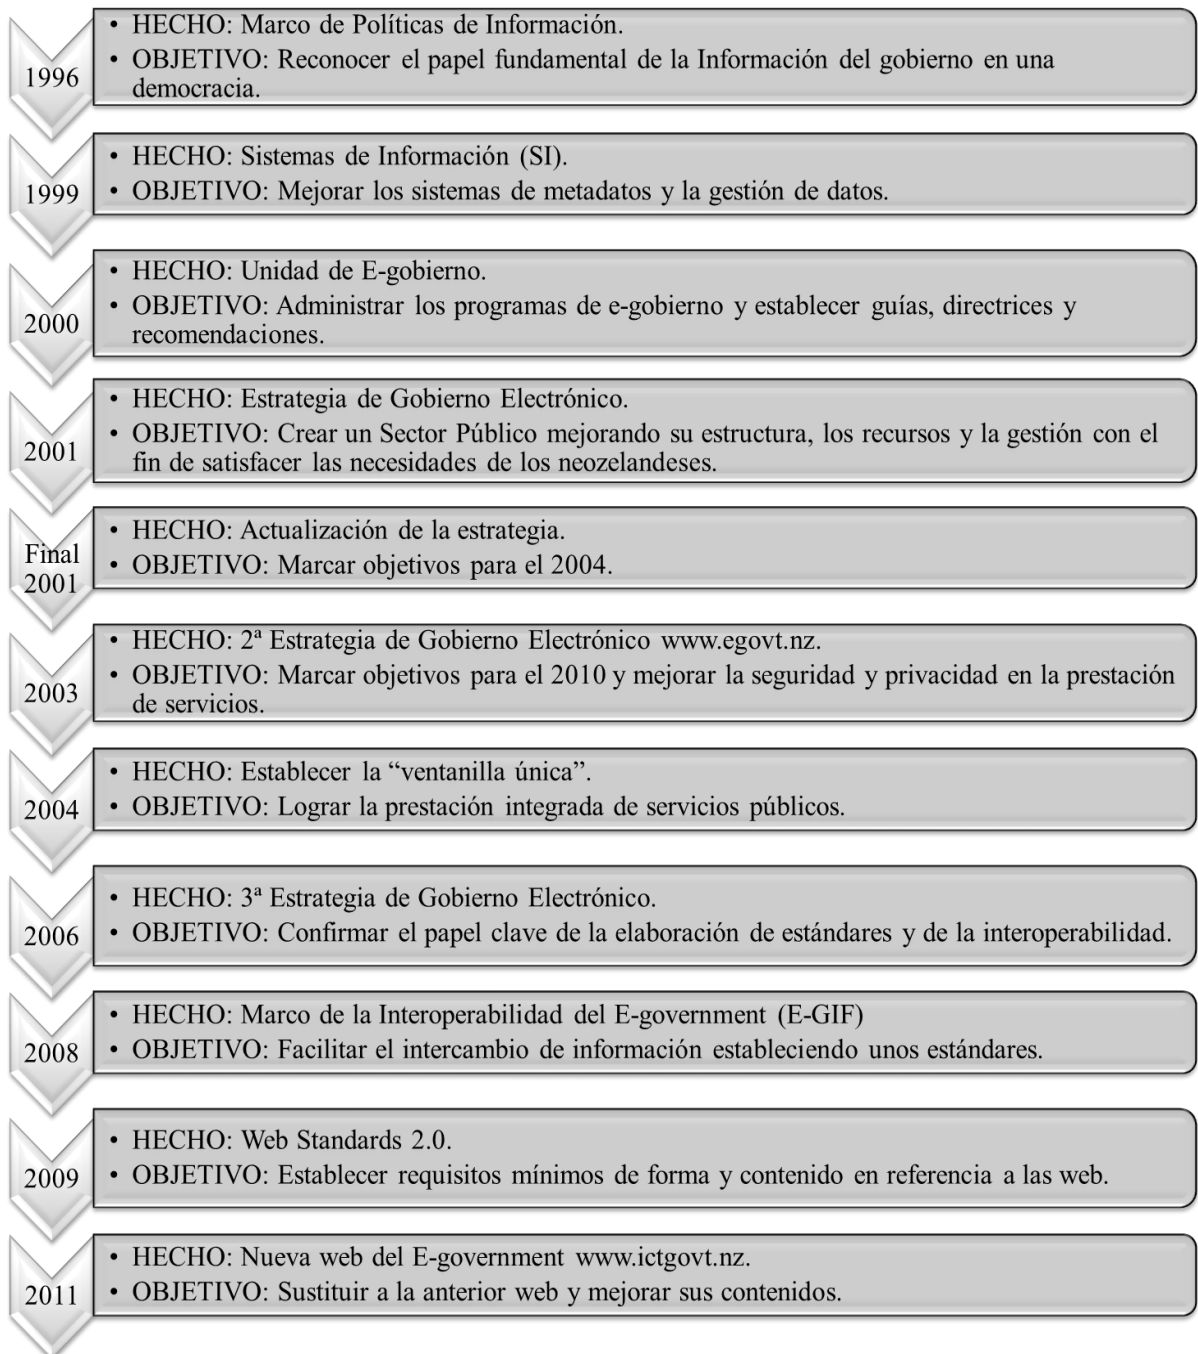 1996
• HECHO: Marco de Políticas de Información.
• OBJETIVO: Reconocer el papel fundamental de la Información del gobierno en una
democracia.
1999
• HECHO: Sistemas de Información (SI).
• OBJETIVO: Mejorar los sistemas de metadatos y la gestión de datos.
2000
• HECHO: Unidad de E-gobierno.
• OBJETIVO: Administrar los programas de e-gobierno y establecer guías, directrices y
recomendaciones.
2001
• HECHO: Estrategia de Gobierno Electrónico.
• OBJETIVO: Crear un Sector Público mejorando su estructura, los recursos y la gestión con el
fin de satisfacer las necesidades de los neozelandeses.
Final
2001
• HECHO: Actualización de la estrategia.
• OBJETIVO: Marcar objetivos para el 2004.
2003
• HECHO: 2ª Estrategia de Gobierno Electrónico www.egovt.nz.
• OBJETIVO: Marcar objetivos para el 2010 y mejorar la seguridad y privacidad en la prestación
de servicios.
2004
• HECHO: Establecer la “ventanilla única”.
• OBJETIVO: Lograr la prestación integrada de servicios públicos.
2006
• HECHO: 3ª Estrategia de Gobierno Electrónico.
• OBJETIVO: Confirmar el papel clave de la elaboración de estándares y de la interoperabilidad.
2008
• HECHO: Marco de la Interoperabilidad del E-government (E-GIF)
• OBJETIVO: Facilitar el intercambio de información estableciendo unos estándares.
2009
• HECHO: Web Standards 2.0.
• OBJETIVO: Establecer requisitos mínimos de forma y contenido en referencia a las web.
2011
• HECHO: Nueva web del E-government www.ictgovt.nz.
• OBJETIVO: Sustituir a la anterior web y mejorar sus contenidos.